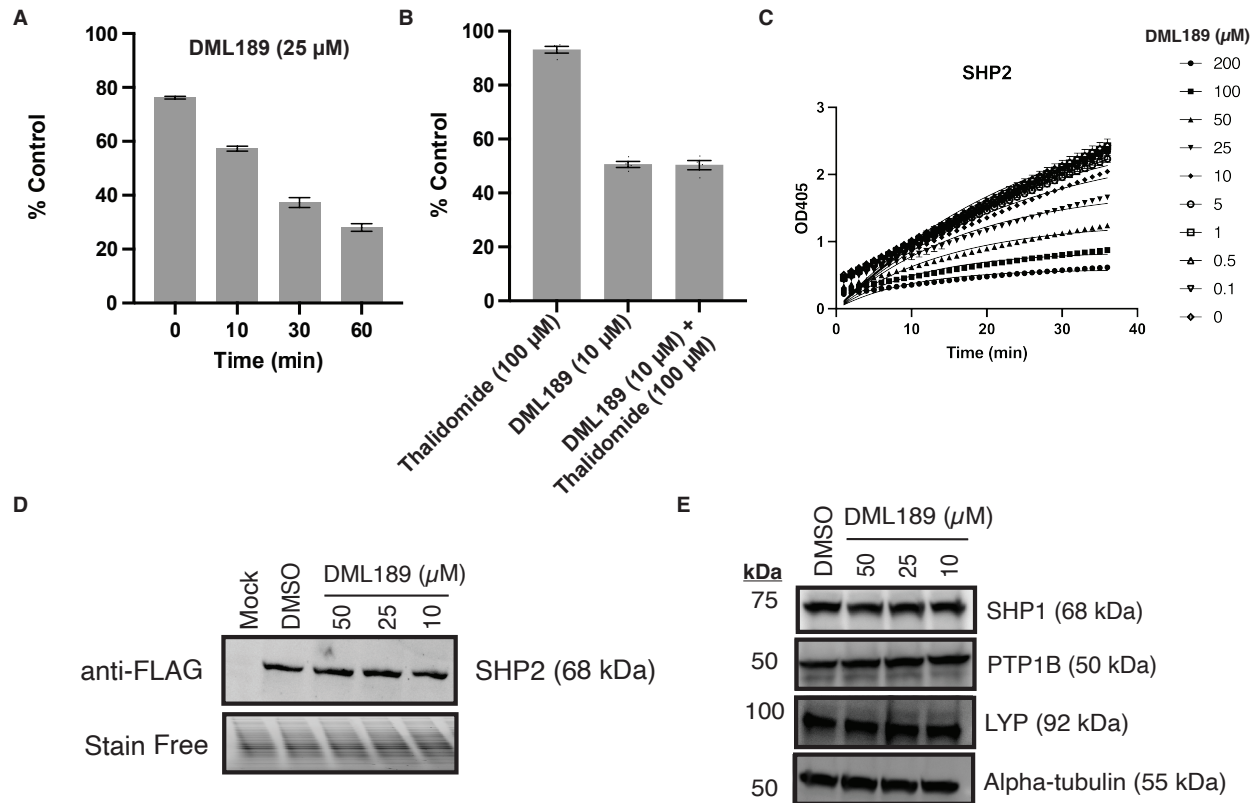 A
DML189 (25 µM)
% Control
100
80
60
40
20
0
0 10 30 60
Time (min)
B
% Control
100
80
60
40
20
0
Thalidomide (100 µM)
DML189 (10 µM)
DML189 (10 µM) +
Thalidomide (100 µM)
C
SHP2
OD405
3
2
1
0
0 10 20 30 40
Time (min)
DML189 (µM)
200
100
50
25
10
5
1
0.5
0.1
0
D
Mock
DMSO
DML189 (µM)
50
25
10
anti-FLAG
SHP2 (68 kDa)
Stain Free
E
DMSO
DML189 (µM)
50
25
10
kDa
75
SHP1 (68 kDa)
50
PTP1B (50 kDa)
100
LYP (92 kDa)
50
Alpha-tubulin (55 kDa)